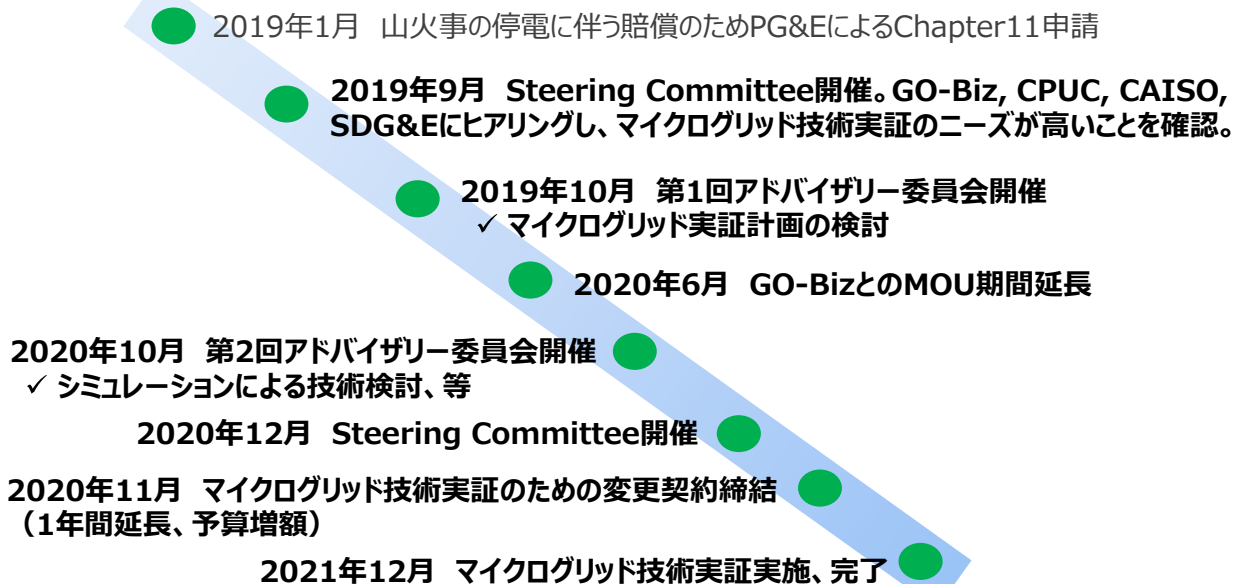 2019年1月 山火事の停電に伴う賠償のためPG&EによるChapter11申請
2019年9月 Steering Committee開催。GO-Biz, CPUC, CAISO,
SDG&Eにヒアリングし、マイクログリッド技術実証のニーズが高いことを確認。
2019年10月 第1回アドバイザリー委員会開催
✓ マイクログリッド実証計画の検討
2020年6月 GO-BizとのMOU期間延長
2020年10月 第2回アドバイザリー委員会開催
✓ シミュレーションによる技術検討、等
2020年12月 Steering Committee開催
2020年11月 マイクログリッド技術実証のための変更契約締結
（1年間延長、予算増額）
2021年12月 マイクログリッド技術実証実施、完了